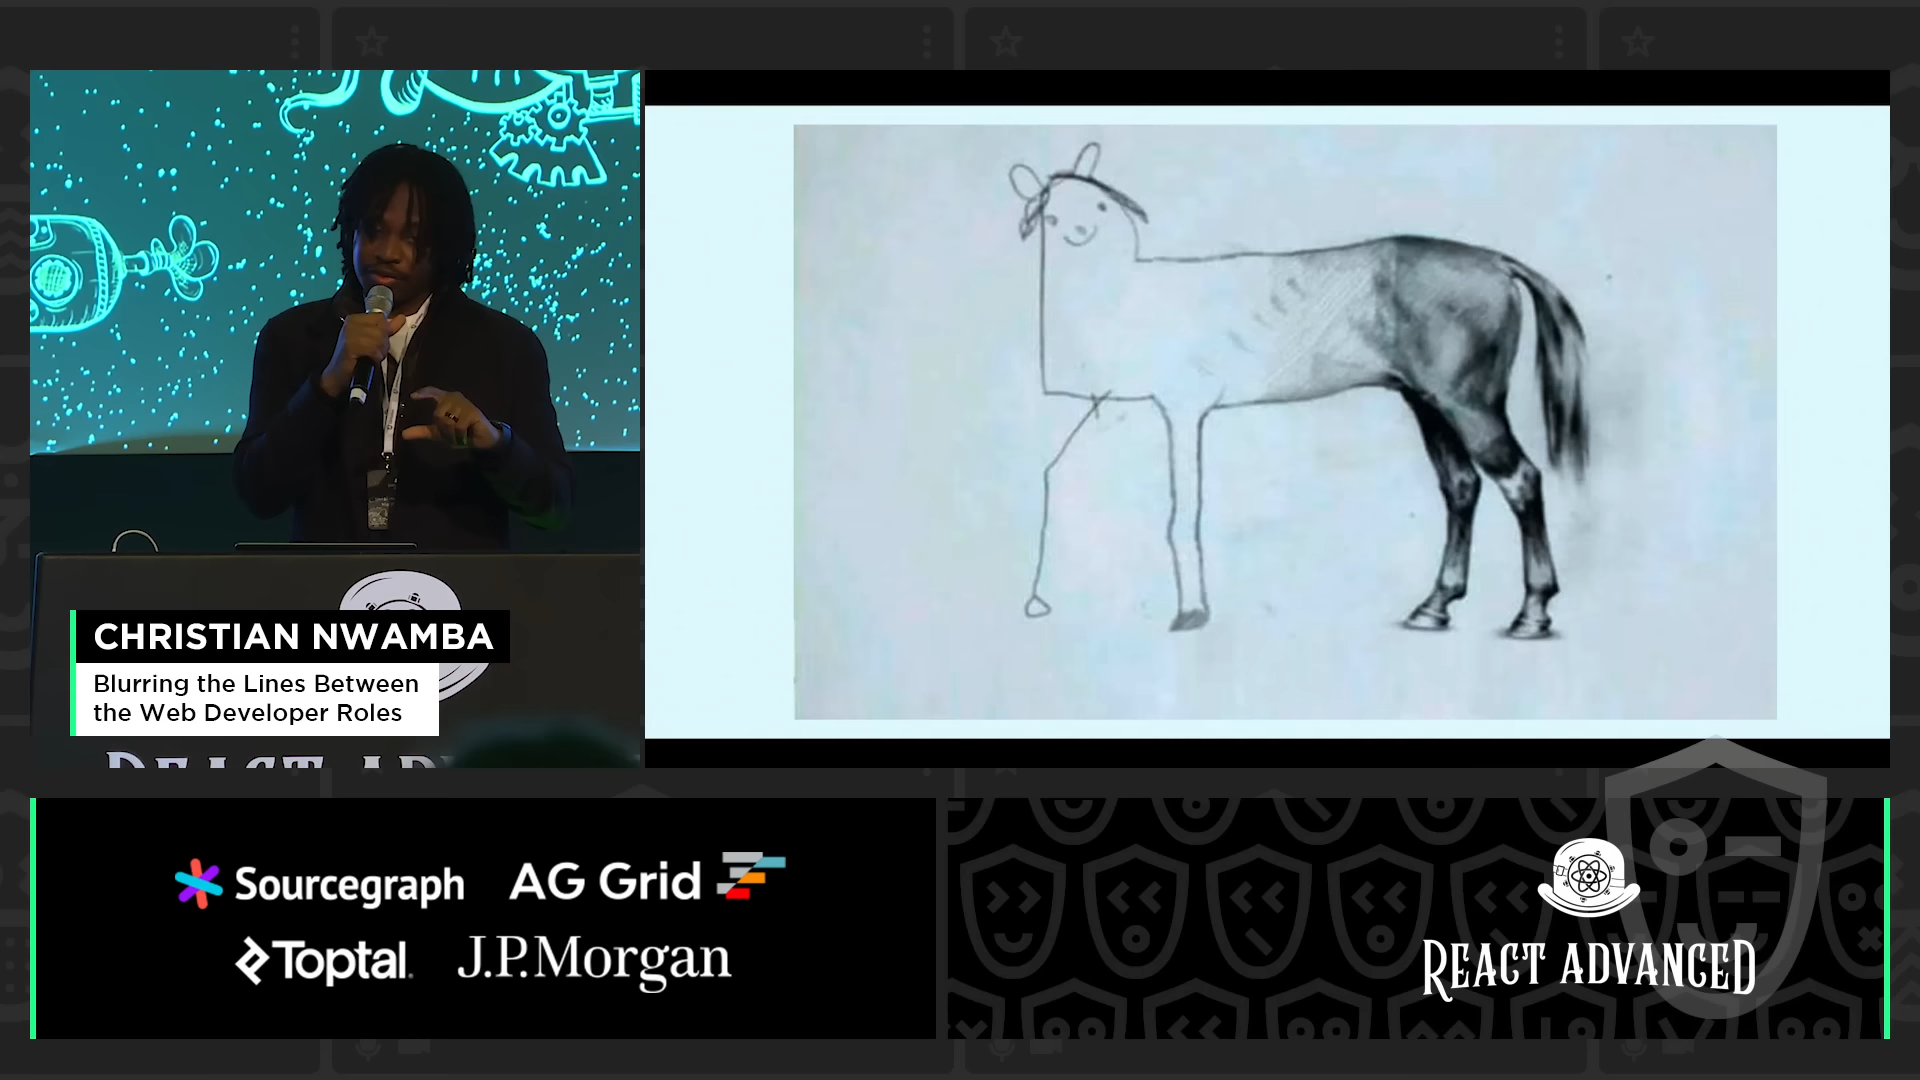 CHRISTIAN NWAMBA
Blurring the Lines Between
the Web Developer Roles
Sourcegraph
AG Grid
Toptal
J.P.Morgan
REACT ADVANCED